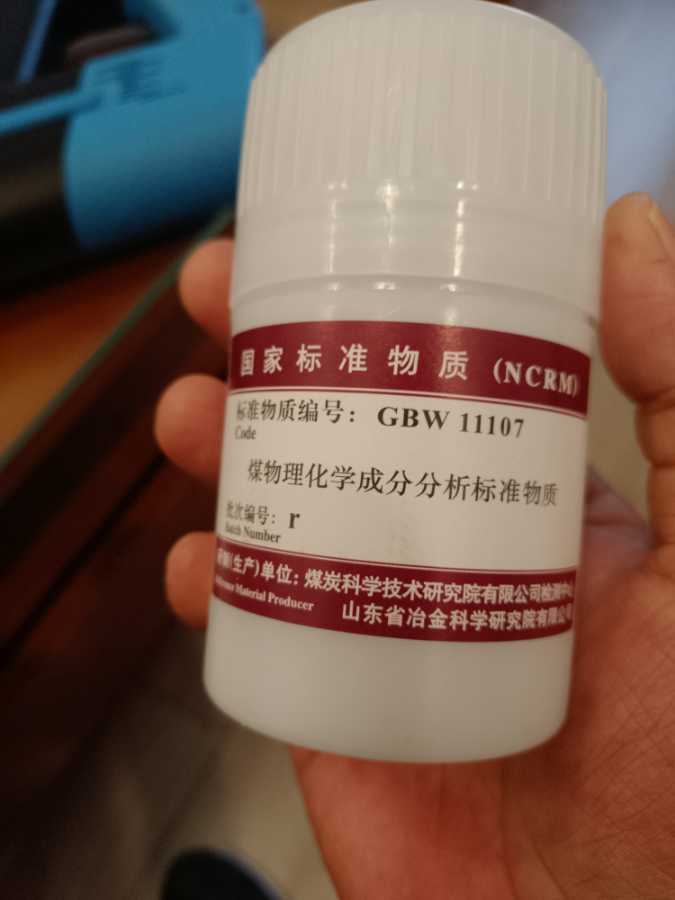 国家标准物质 (NCRM)
标准物质编号: GBW 11107
Code
煤物理化学成分分析标准物质
批次编号: r
Batch Number
(生产)单位: 煤炭科学技术研究院有限公司检测中心
Material Producer
山东省冶金科学研究院有限公司